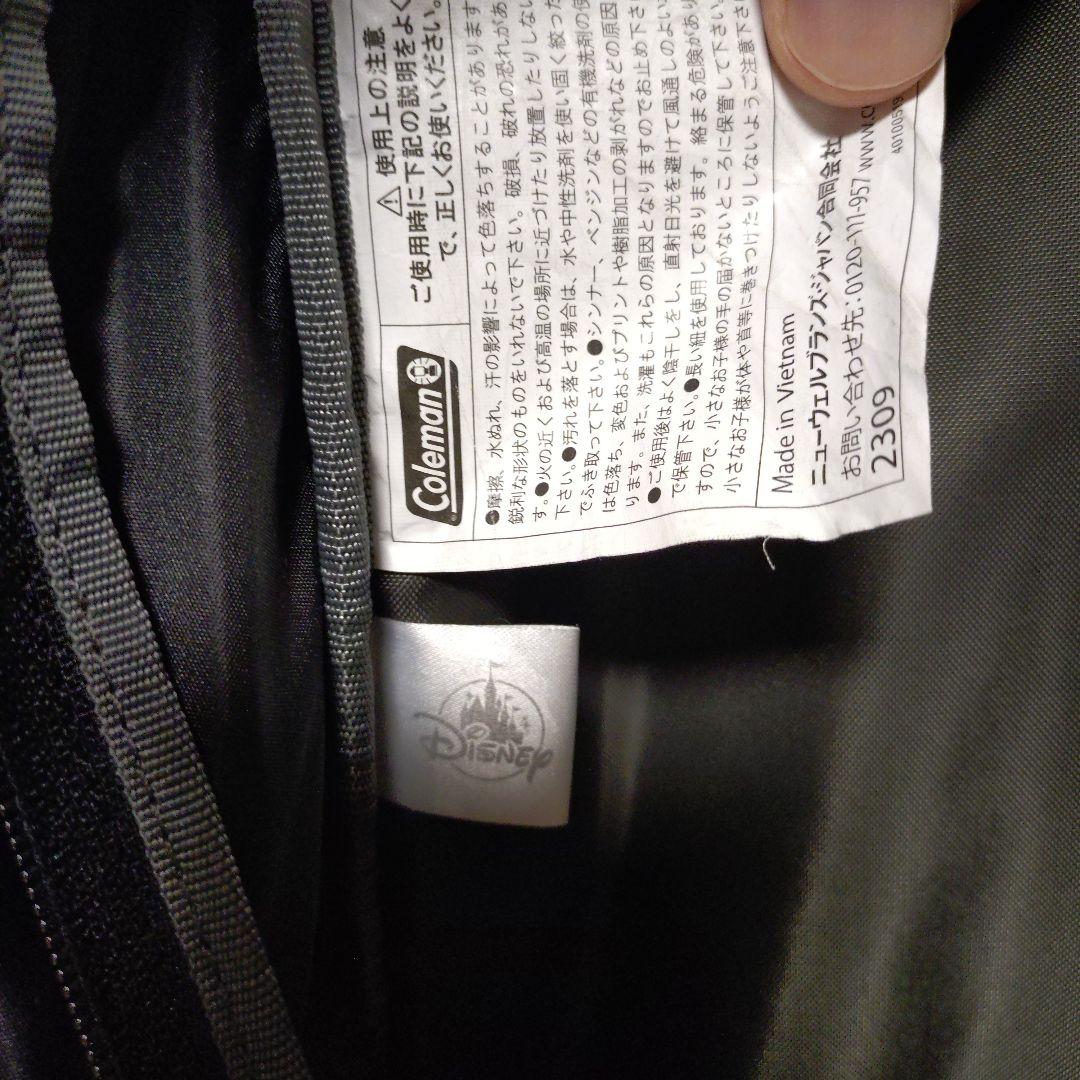 ⚠ 使用上の注意
ご使用時に下記の説明をよく
で、正しくお使いください。
Coleman
●摩擦、水ぬれ、汗の影響によって色落ちすることがあります
鋭利な形状のものをいれないで下さい。 破損、破れの恐れがあ
す。●火の近くおよび高温の場所に近づけたり放置したりしない
下さい。●汚れを落とす場合は、水や中性洗剤を使い固く絞った
でふき取って下さい。●シンナー、ベンジンなどの有機洗剤の使
は色落ち、変色およびプリントや樹脂加工の剥がれなどの原因
ります。また、洗濯もこれらの原因となりますのでお止め下さ
●ご使用後はよく陰干しをし、直射日光を避けて風通しのよい
で保管下さい。●長い紐を使用しております。絡まる危険があり
すので、小さなお子様の手の届かないところに保管して下さい。
小さなお子様が体や首等に巻きつけたりしないようご注意下さ
Made in Vietnam
ニューウェルブランズ・ジャパン合同会社
お問い合わせ先:0120-111-957 www.c
2309
Disney